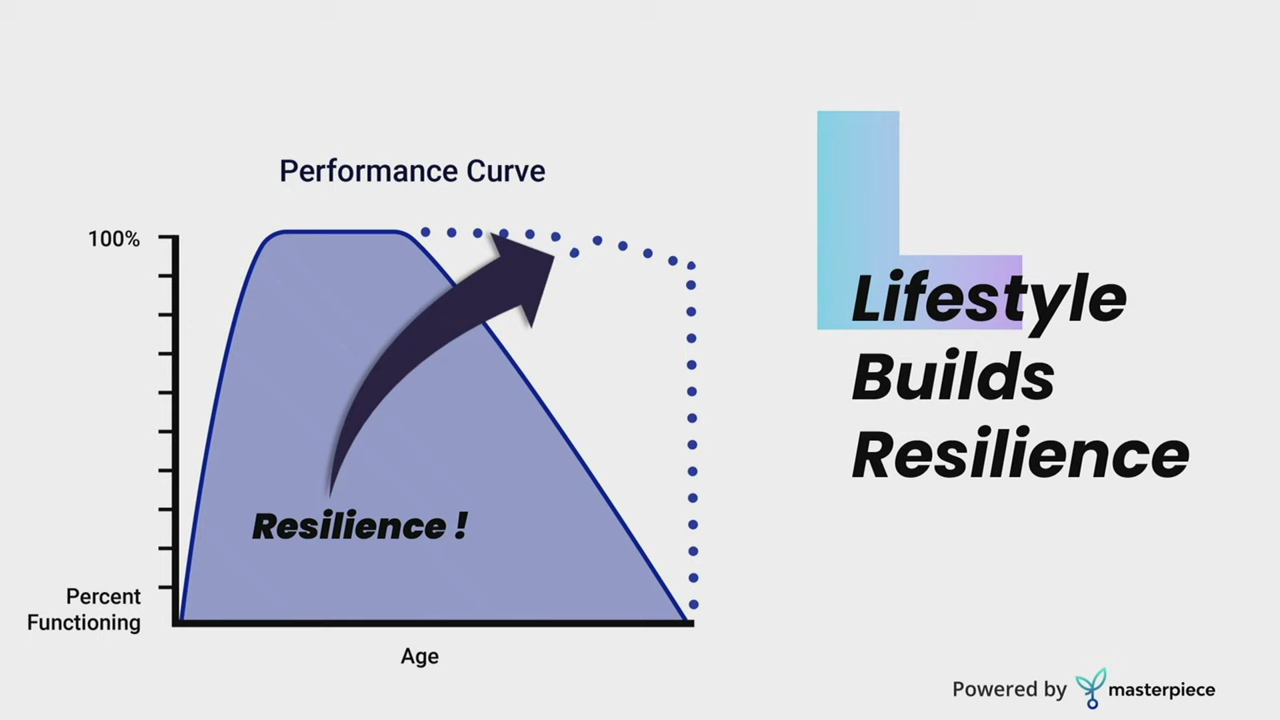 Performance Curve
100%
Resilience !
Percent
Functioning
Age
L
Lifestyle
Builds
Resilience
Powered by masterpiece